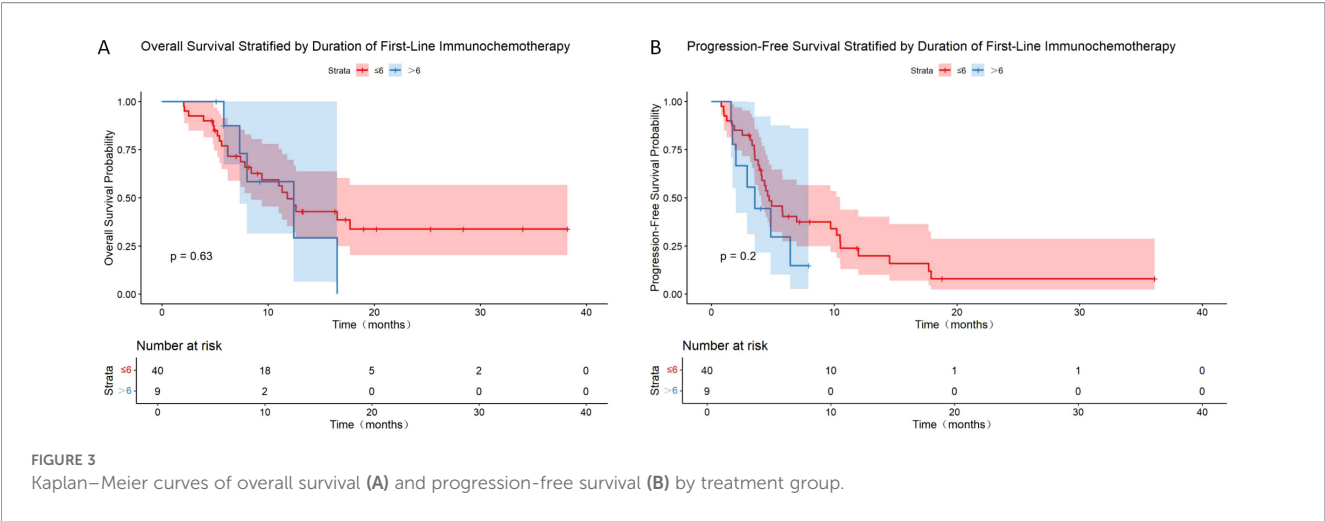 A Overall Survival Stratified by Duration of First-Line Immunochemotherapy
Strata ≤6 >6
Overall Survival Probability
1.00
0.75
0.50
0.25
0.00
p = 0.63
0 10 20 30 40
Time（months）
Number at risk
Strata
≤6 40 18 5 2 0
>6 9 2 0 0 0
0 10 20 30 40
Time（months）
B Progression-Free Survival Stratified by Duration of First-Line Immunochemotherapy
Strata ≤6 >6
Progression-Free Survival Probability
1.00
0.75
0.50
0.25
0.00
p = 0.2
0 10 20 30 40
Time（months）
Number at risk
Strata
≤6 40 10 1 1 0
>6 9 0 0 0 0
0 10 20 30 40
Time（months）
FIGURE 3
Kaplan–Meier curves of overall survival (A) and progression-free survival (B) by treatment group.